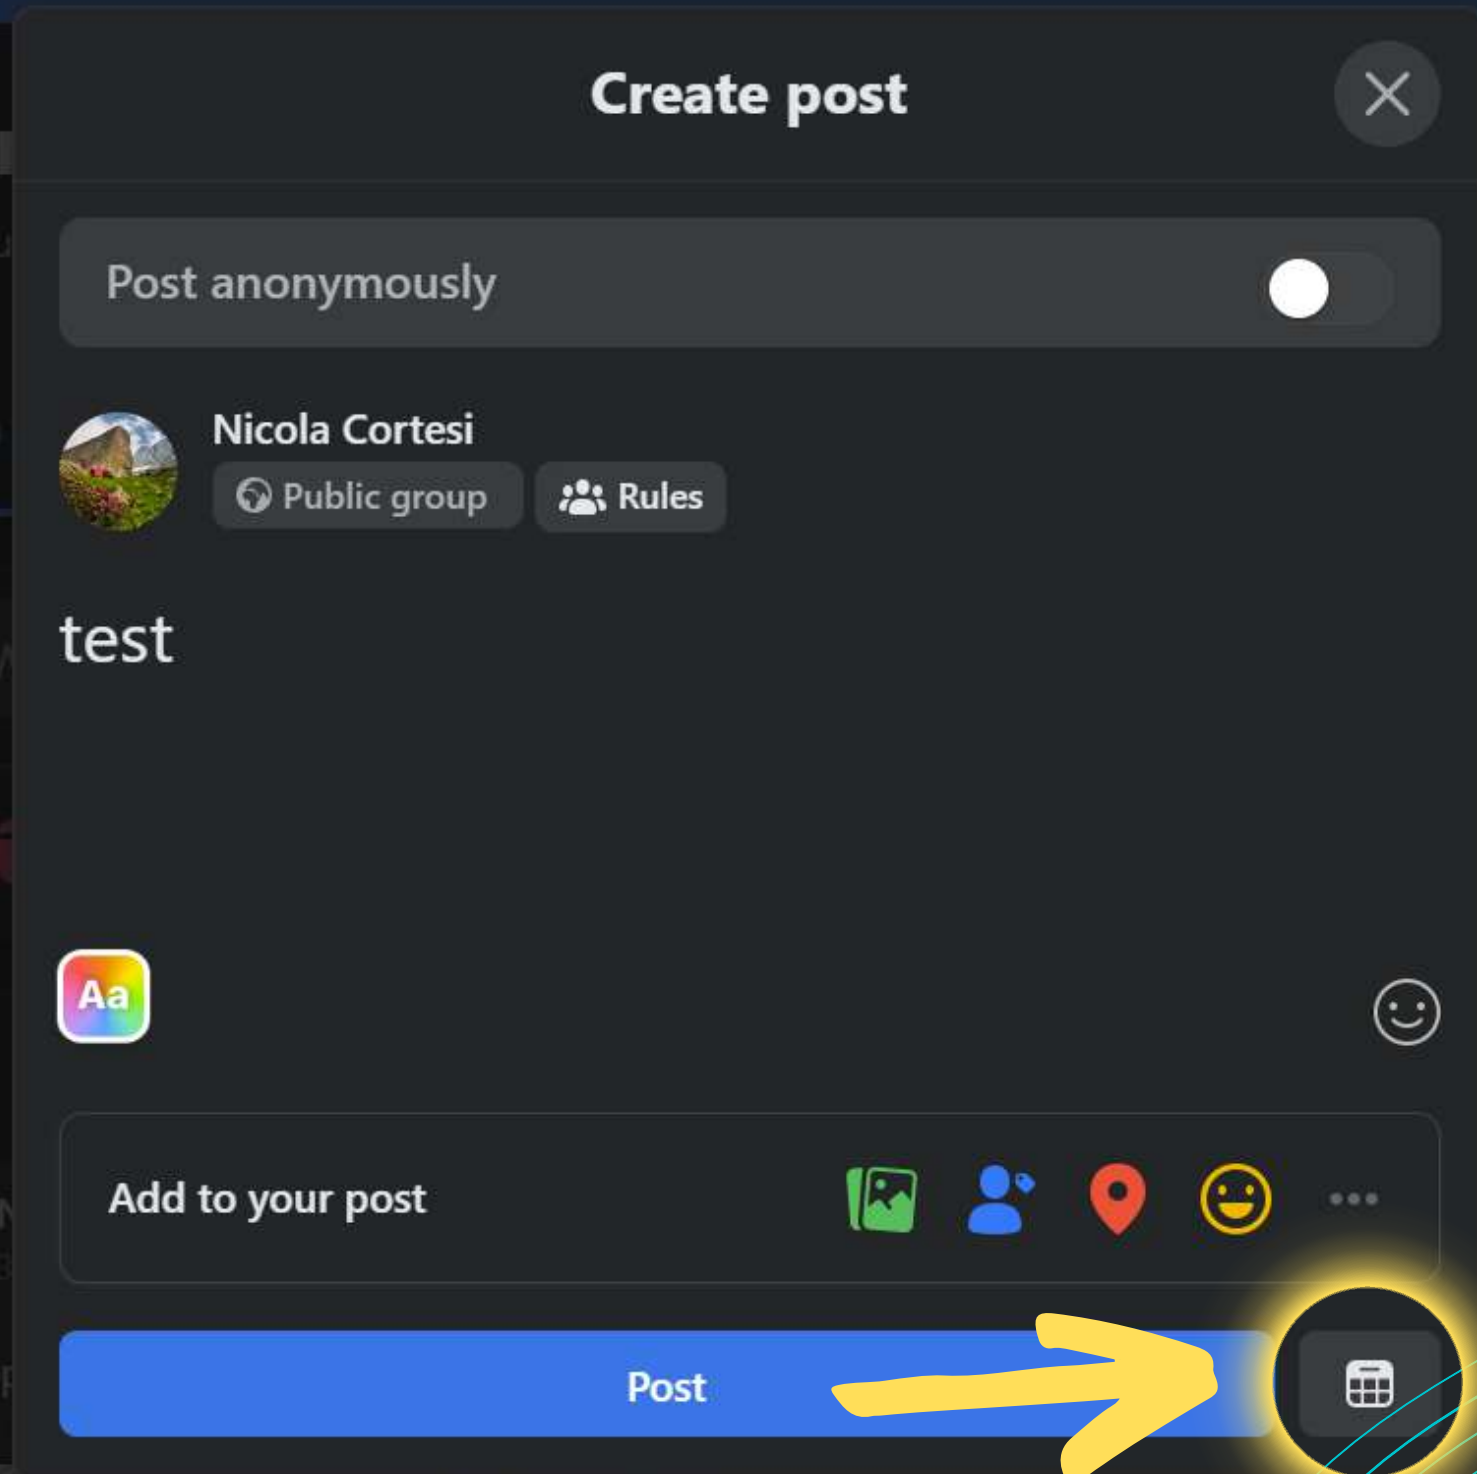 Create post
Post anonymously
Nicola Cortesi
Public group
Rules
test
Aa
Add to your post
Post